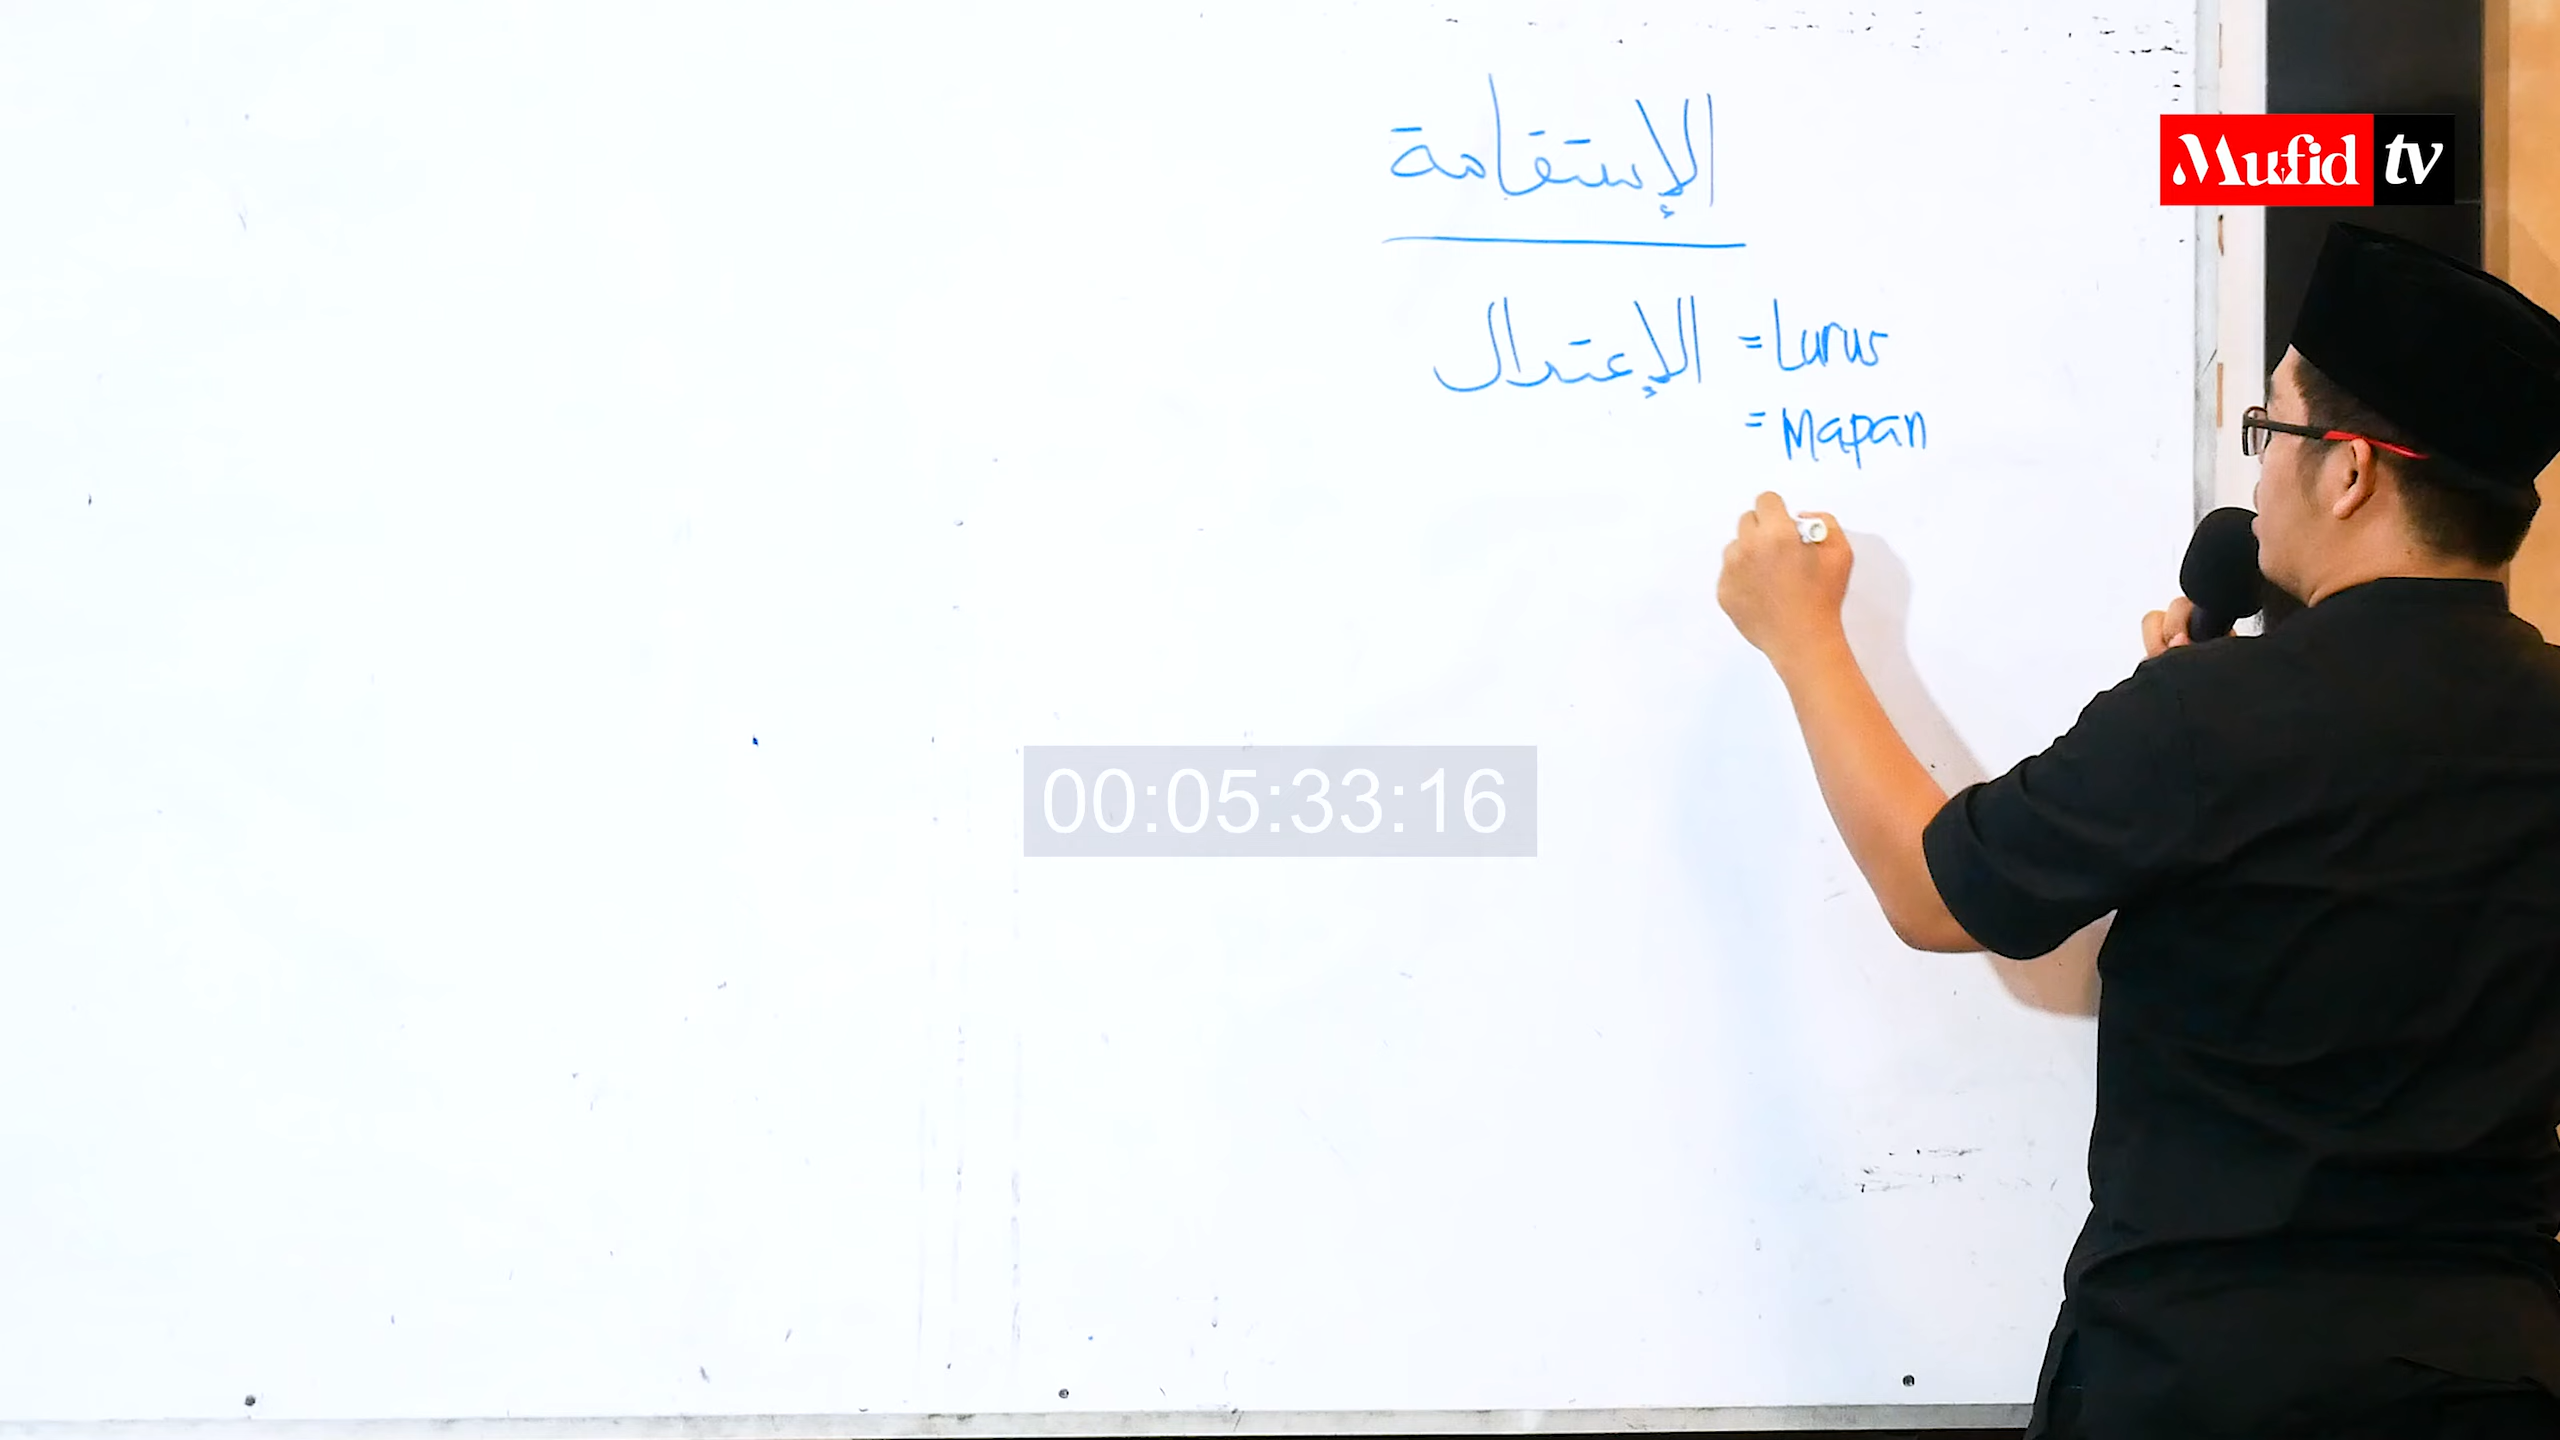 الإستقامة
Mufid tv
الإعتدال = Lurus
= Mapan
00:05:33:16